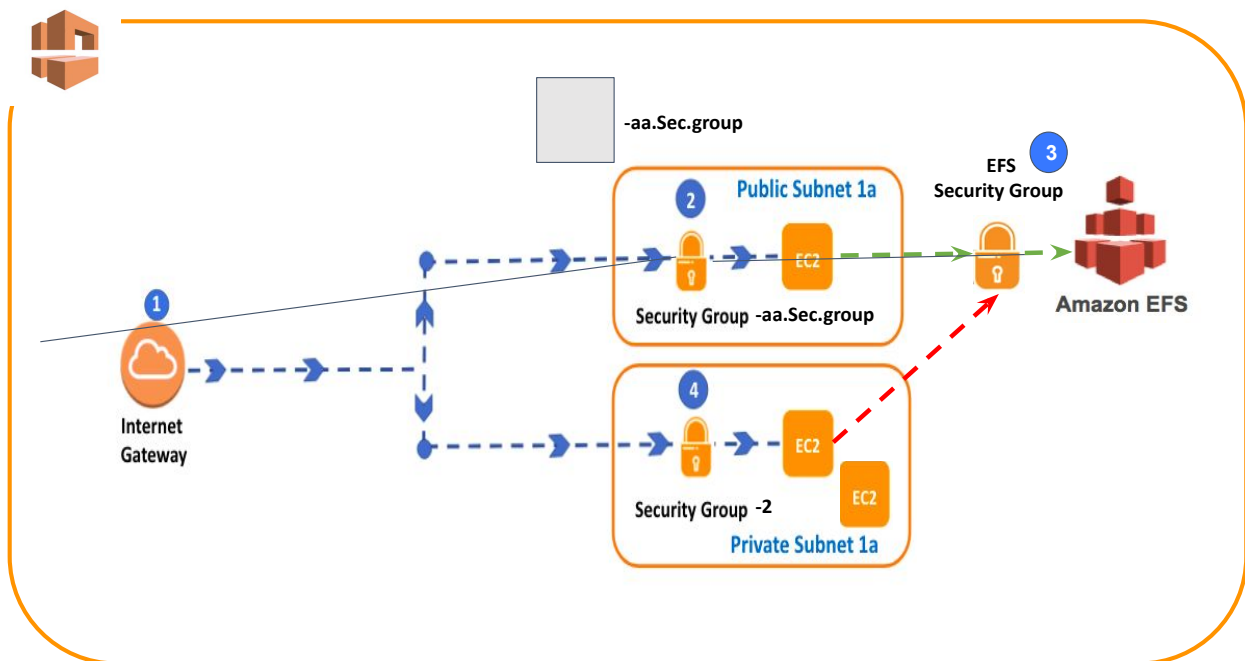 -aa.Sec.group
3
EFS
Security Group
Public Subnet 1a
2
EC2
Security Group -aa.Sec.group
Amazon EFS
1
Internet
Gateway
4
EC2
EC2
Security Group -2
Private Subnet 1a